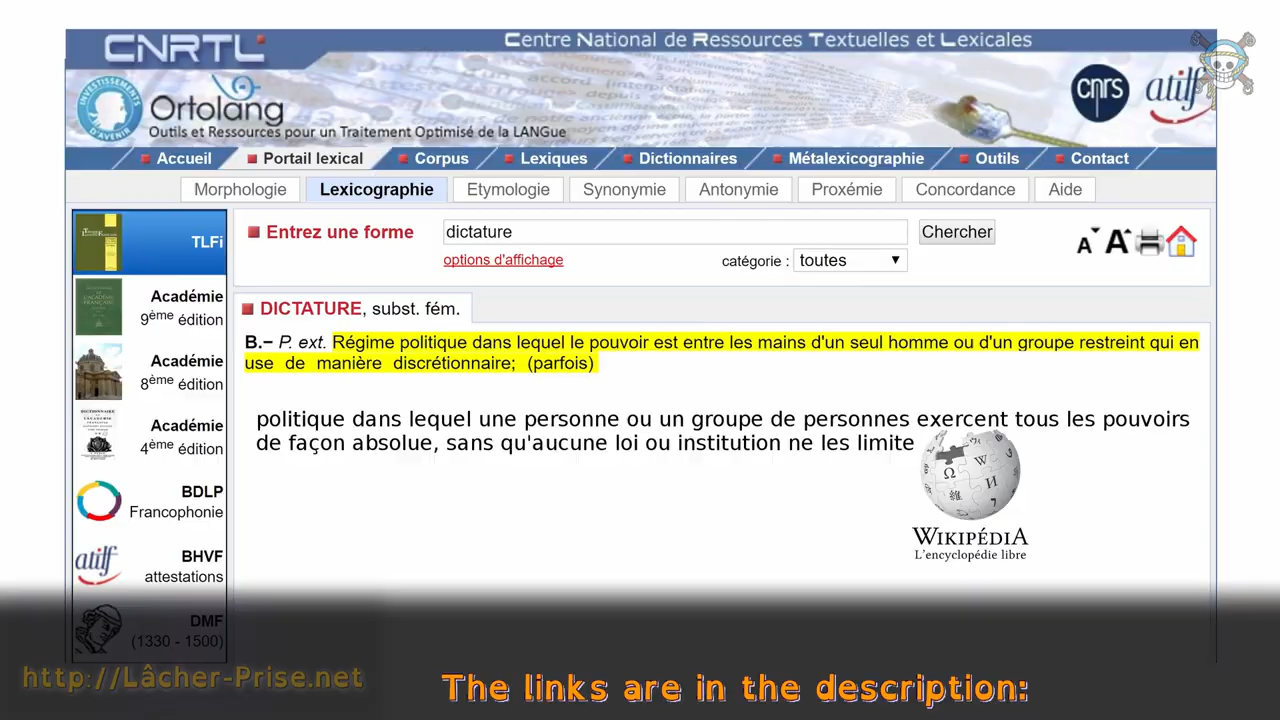 CNRTL
Centre National de Ressources Textuelles et Lexicales
INVESTISSEMENTS D'AVENIR
Ortolang
Outils et Ressources pour un Traitement Optimisé de la LANGue
cnrs
atilf
Accueil
Portail lexical
Corpus
Lexiques
Dictionnaires
Métalexicographie
Outils
Contact
Morphologie
Lexicographie
Etymologie
Synonymie
Antonymie
Proxémie
Concordance
Aide
TLFi
Académie
9ème édition
Académie
8ème édition
Académie
4ème édition
BDLP
Francophonie
atilf
BHVF
attestations
DMF
(1330 - 1500)
Entrez une forme
dictature
Chercher
options d'affichage
catégorie :
toutes
A
A
DICTATURE, subst. fém.
B.− P. ext. Régime politique dans lequel le pouvoir est entre les mains d'un seul homme ou d'un groupe restreint qui en
use de manière discrétionnaire; (parfois)
politique dans lequel une personne ou un groupe de personnes exercent tous les pouvoirs
de façon absolue, sans qu'aucune loi ou institution ne les limite
WIKIPÉDIA
L'encyclopédie libre
http://Lâcher-Prise.net
The links are in the description: